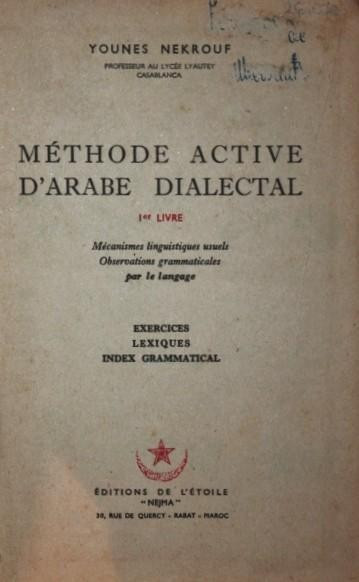 YOUNES NEKROUF
PROFESSEUR AU LYCÉE LYAUTEY
CASABLANCA
MÉTHODE ACTIVE
D'ARABE DIALECTAL
1er LIVRE
Mécanismes linguistiques usuels
Observations grammaticales
par le langage
EXERCICES
LEXIQUES
INDEX GRAMMATICAL
ÉDITIONS DE L'ÉTOILE
"NEJMA"
30, RUE DE QUERCY - RABAT - MAROC